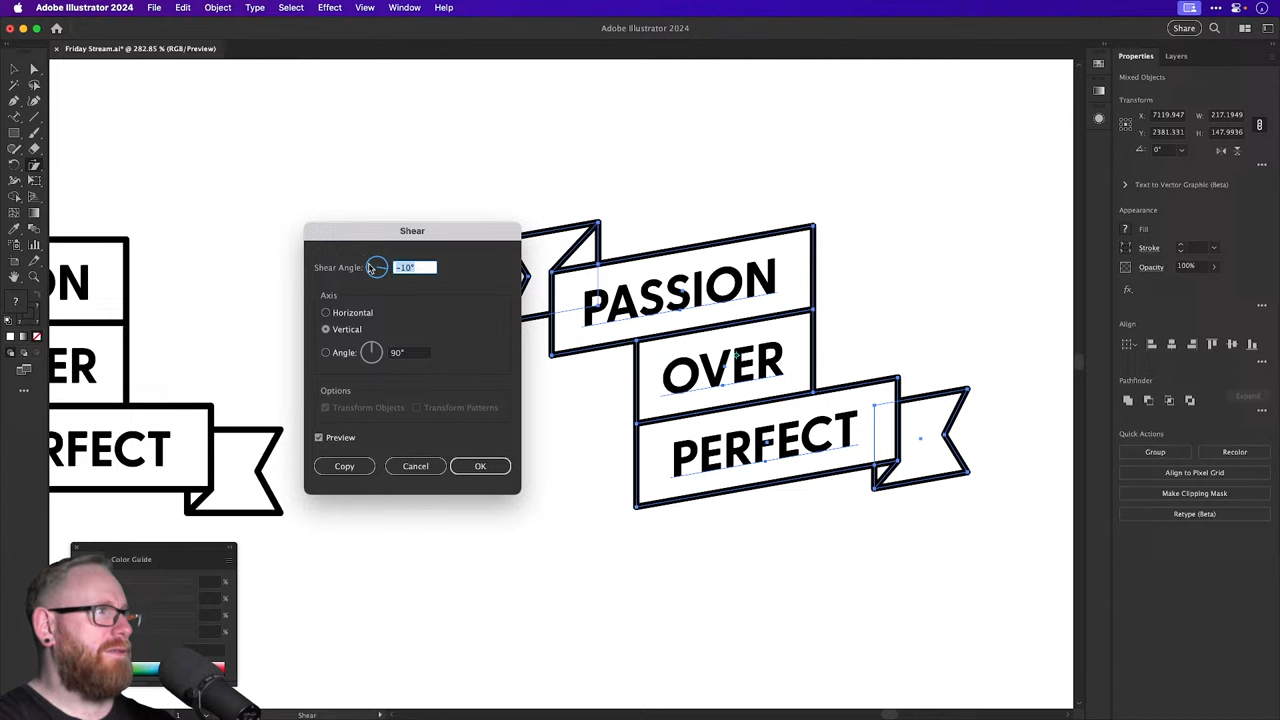 Adobe Illustrator 2024 File Edit Object Type Select Effect View Window Help
Adobe Illustrator 2024
Share
× Friday Stream.ai* @ 282.85 % (RGB/Preview)
Properties Layers
Mixed Objects
Transform
X: 7119.947 W: 217.1949
Y: 2381.331 H: 147.9936
0°
Text to Vector Graphic (Beta)
Appearance
? Fill
Stroke
Opacity 100%
fx
Align
Pathfinder
Expand
Quick Actions
Group Recolor
Align to Pixel Grid
Make Clipping Mask
Retype (Beta)
Shear
Shear Angle: -10°
Axis
Horizontal
Vertical
Angle: 90°
Options
Transform Objects Transform Patterns
Preview
Copy Cancel OK
ON
ER
RFECT
PASSION
OVER
PERFECT
?
Color Guide
%
%
%
%
1 Shear